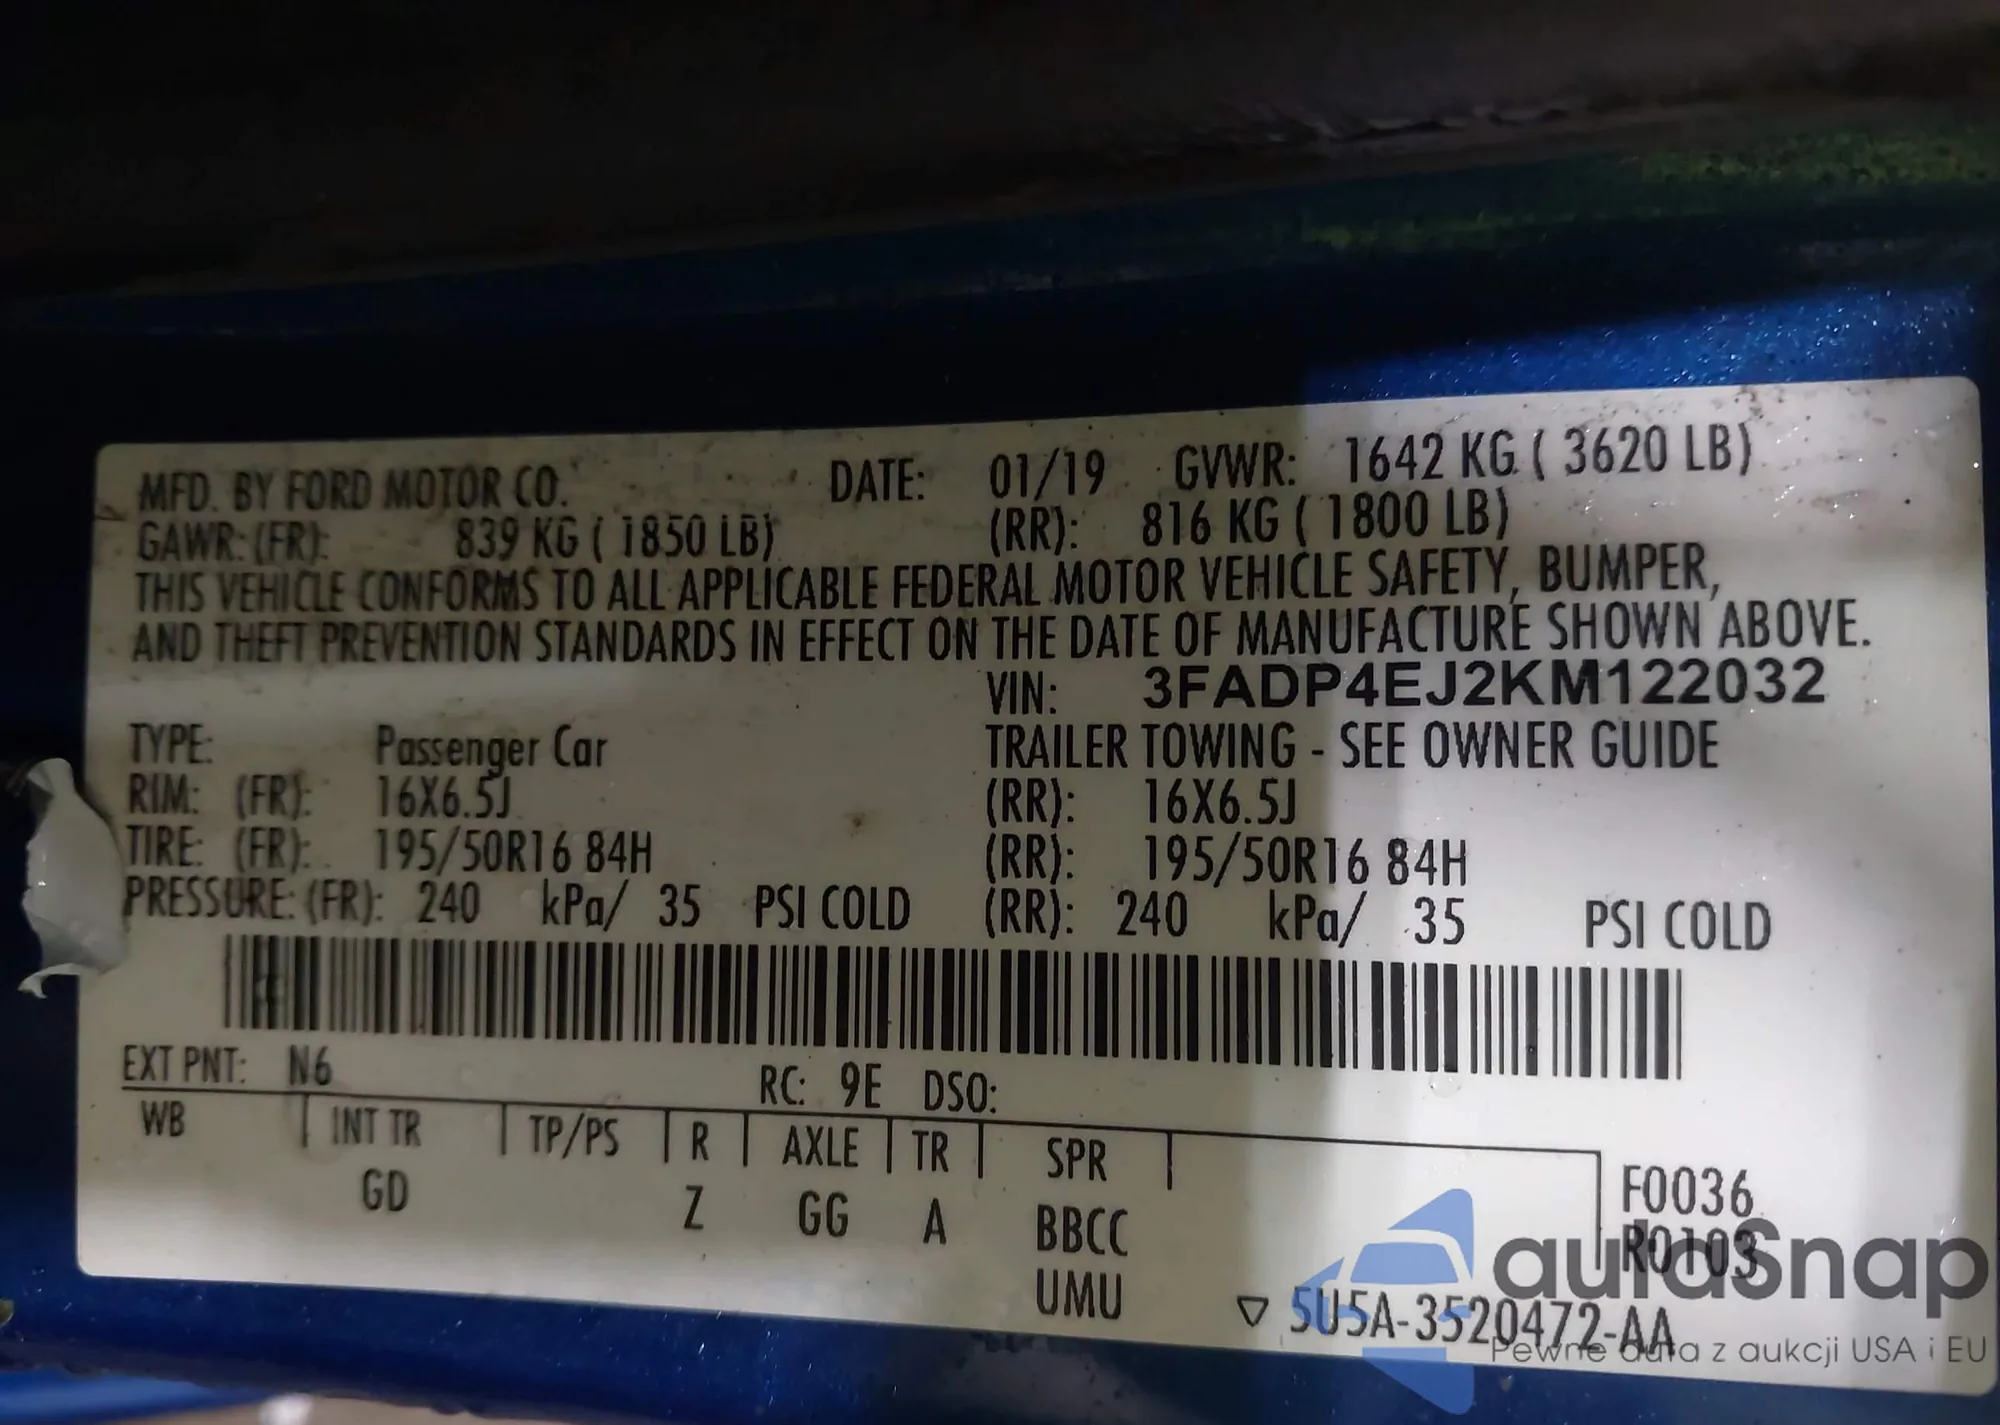 MFD. BY FORD MOTOR CO. DATE: 01/19 GVWR: 1642 KG ( 3620 LB)
GAWR: (FR): 839 KG ( 1850 LB) (RR): 816 KG ( 1800 LB)
THIS VEHICLE CONFORMS TO ALL APPLICABLE FEDERAL MOTOR VEHICLE SAFETY, BUMPER,
AND THEFT PREVENTION STANDARDS IN EFFECT ON THE DATE OF MANUFACTURE SHOWN ABOVE.
VIN: 3FADP4EJ2KM122032
TYPE: Passenger Car TRAILER TOWING - SEE OWNER GUIDE
RIM: (FR): 16X6.5J (RR): 16X6.5J
TIRE: (FR): 195/50R16 84H (RR): 195/50R16 84H
PRESSURE: (FR): 240 kPa/ 35 PSI COLD (RR): 240 kPa/ 35 PSI COLD
EXT PNT: N6 RC: 9E DSO:
WB INT TR TP/PS R AXLE TR SPR
GD Z GG A BBCC
UMU
F0036
R0103
▽ 5U5A-3520472-AA
autaSnap
Pewne auta z aukcji USA i EU